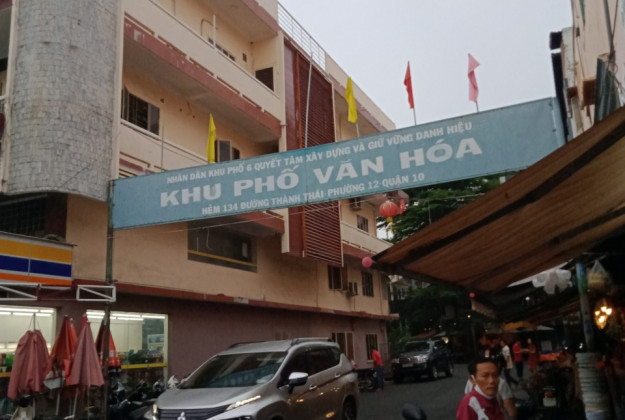 NHÂN DÂN KHU PHỐ 6 QUYẾT TÂM XÂY DỰNG VÀ GIỮ VỮNG DANH HIỆU
KHU PHỐ VĂN HÓA
HẺM 134 ĐƯỜNG THÀNH THÁI PHƯỜNG 12 QUẬN 10